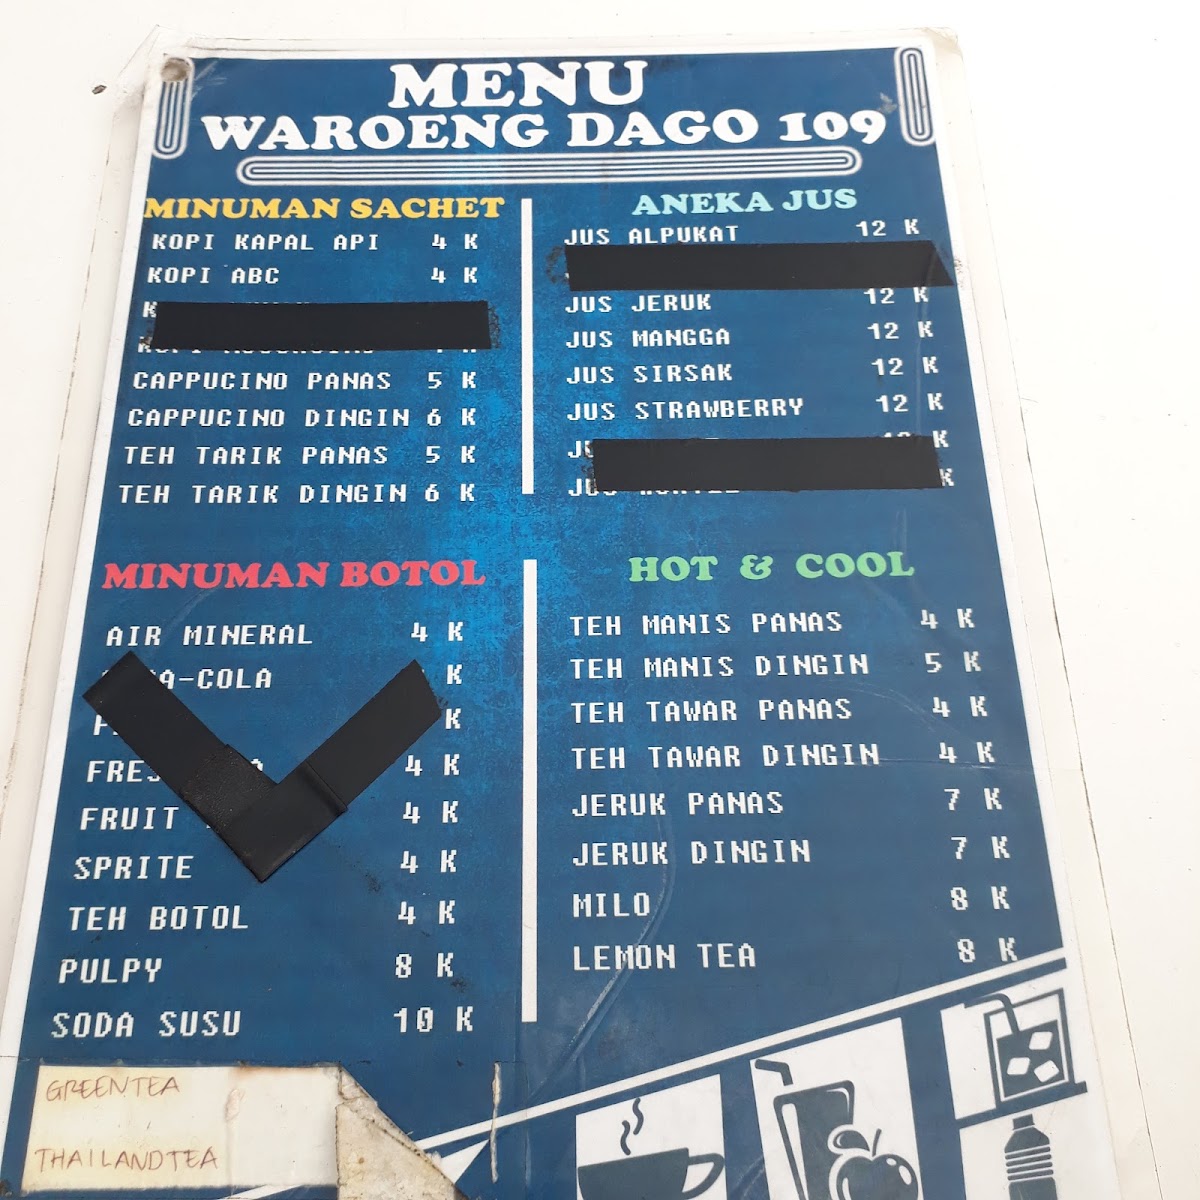 MENU
WAROENG DAGO 109
MINUMAN SACHET
KOPI KAPAL API 4 K
KOPI ABC 4 K
CAPPUCINO PANAS 5 K
CAPPUCINO DINGIN 6 K
TEH TARIK PANAS 5 K
TEH TARIK DINGIN 6 K
ANEKA JUS
JUS ALPUKAT 12 K
JUS JERUK 12 K
JUS MANGGA 12 K
JUS SIRSAK 12 K
JUS STRAWBERRY 12 K
MINUMAN BOTOL
AIR MINERAL 4 K
K
K
4 K
FRUIT 4 K
SPRITE 4 K
TEH BOTOL 4 K
PULPY 8 K
SODA SUSU 10 K
HOT & COOL
TEH MANIS PANAS 4 K
TEH MANIS DINGIN 5 K
TEH TAWAR PANAS 4 K
TEH TAWAR DINGIN 4 K
JERUK PANAS 7 K
JERUK DINGIN 7 K
MILO 8 K
LEMON TEA 8 K
GREENTEA
THAILANDTEA